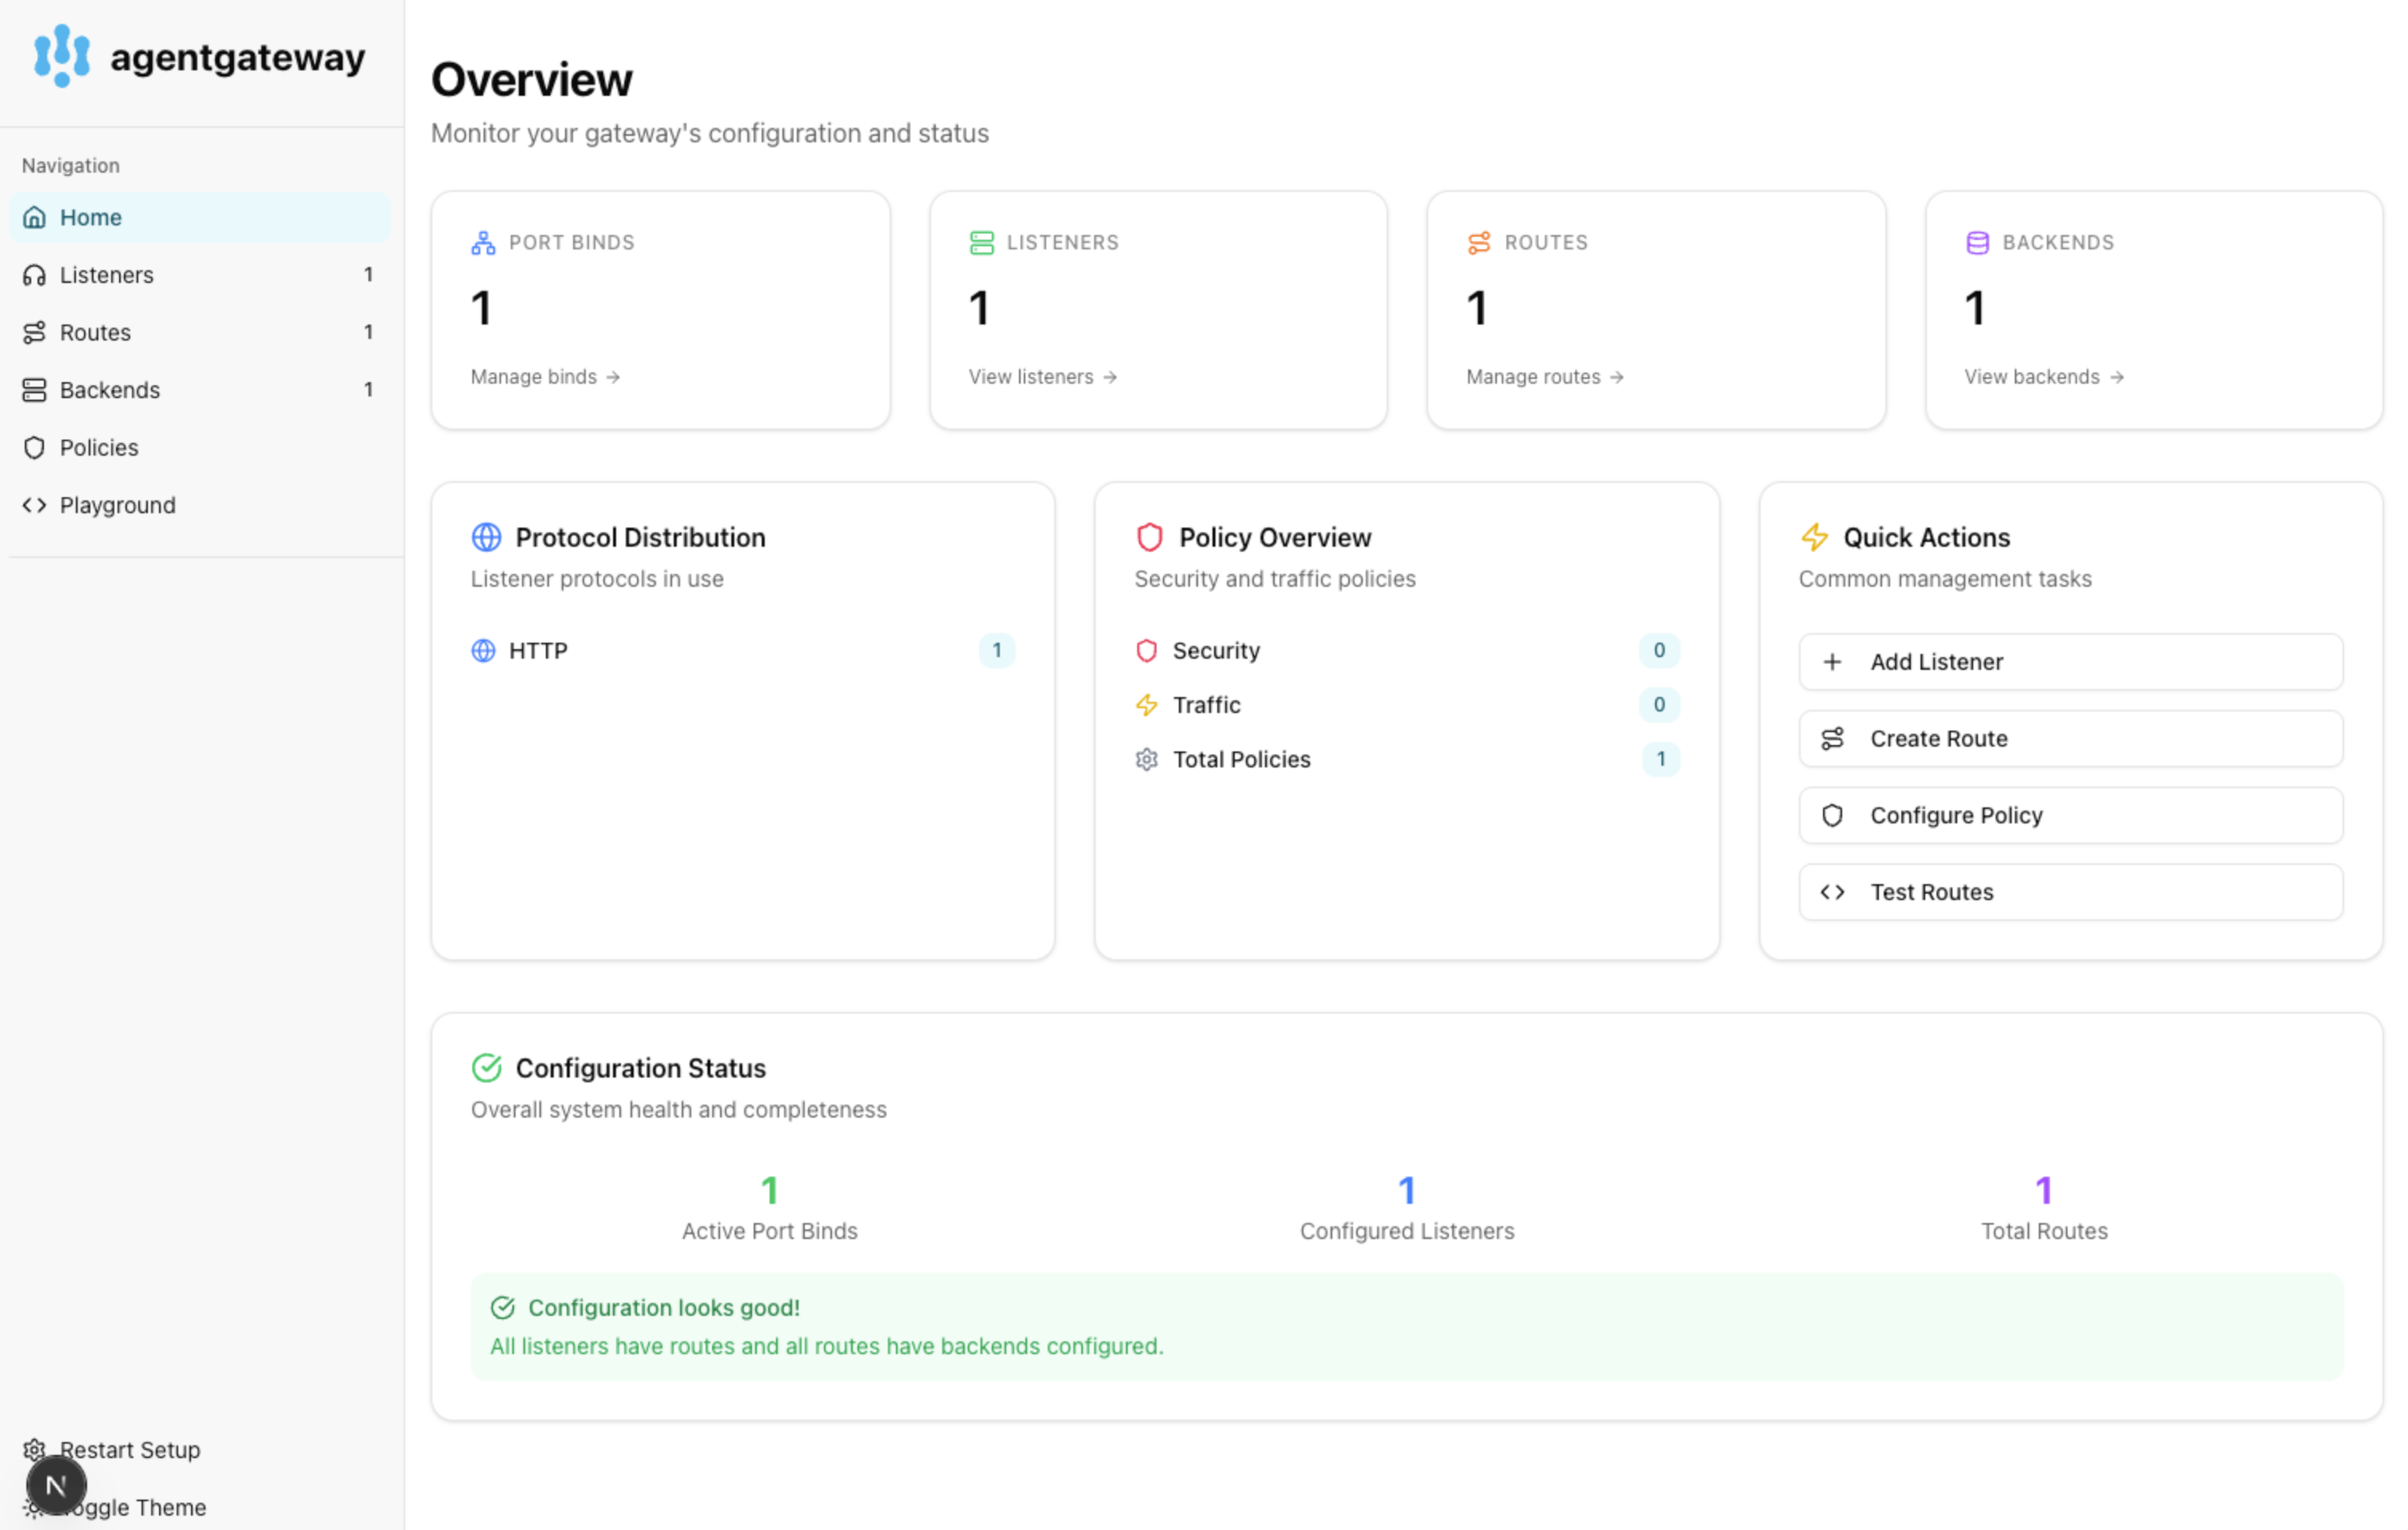 agentgateway
Navigation
Home
Listeners 1
Routes 1
Backends 1
Policies
Playground
Restart Setup
N
oggle Theme
Overview
Monitor your gateway's configuration and status
PORT BINDS
1
Manage binds →
LISTENERS
1
View listeners →
ROUTES
1
Manage routes →
BACKENDS
1
View backends →
Protocol Distribution
Listener protocols in use
HTTP 1
Policy Overview
Security and traffic policies
Security 0
Traffic 0
Total Policies 1
Quick Actions
Common management tasks
Add Listener
Create Route
Configure Policy
Test Routes
Configuration Status
Overall system health and completeness
1
Active Port Binds
1
Configured Listeners
1
Total Routes
Configuration looks good!
All listeners have routes and all routes have backends configured.